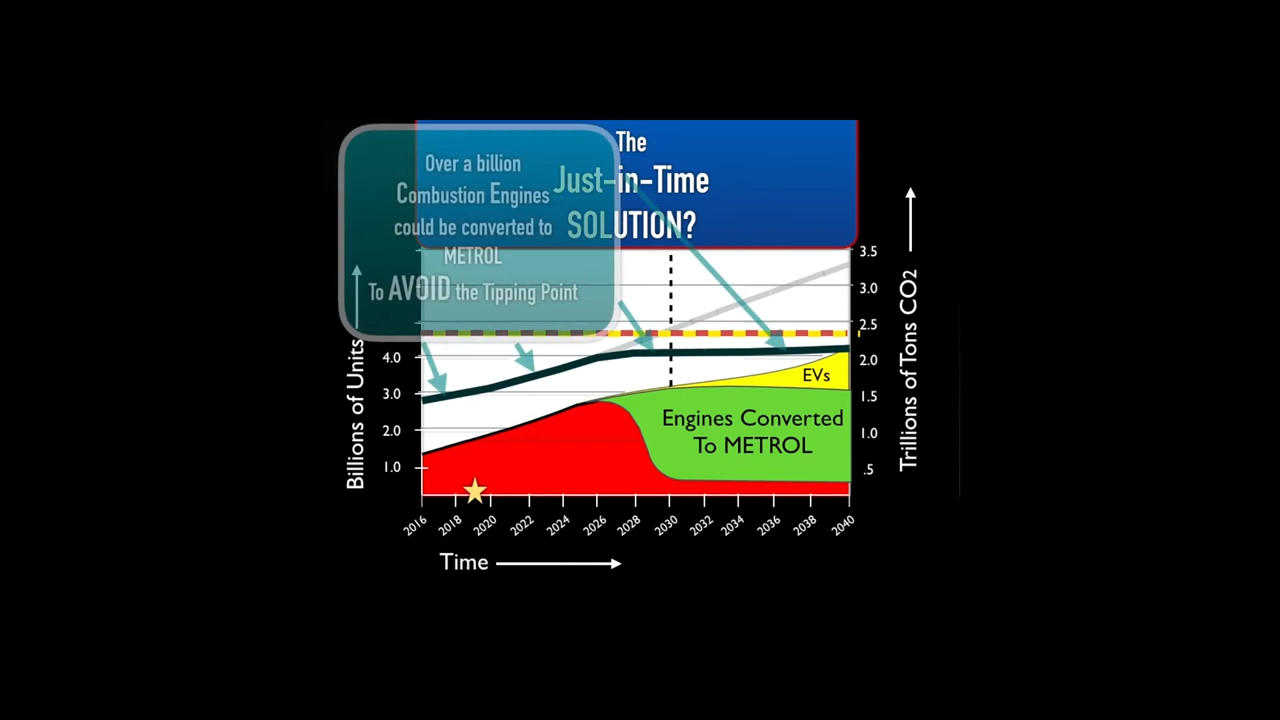 The
Just-in-Time
SOLUTION?
Over a billion
Combustion Engines
could be converted to
METROL
To AVOID the Tipping Point
Billions of Units
4.0
3.0
2.0
1.0
3.5
3.0
2.5
2.0
1.5
1.0
.5
Trillions of Tons CO2
EVs
Engines Converted
To METROL
2016 2018 2020 2022 2024 2026 2028 2030 2032 2034 2036 2038 2040
Time